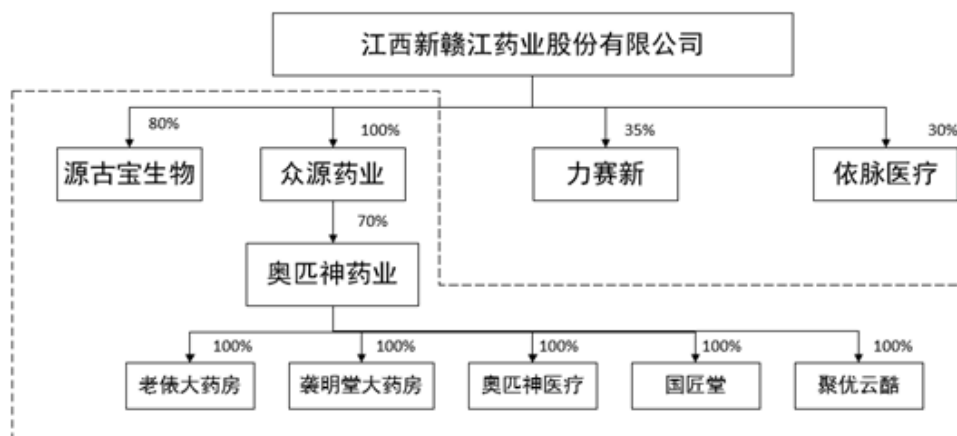 江西新赣江药业股份有限公司
80%
100%
35%
30%
源古宝生物
众源药业
力赛新
依脉医疗
70%
奥匹神药业
100%
100%
100%
100%
100%
老俵大药房
袭明堂大药房
奥匹神医疗
国匠堂
聚优云酷